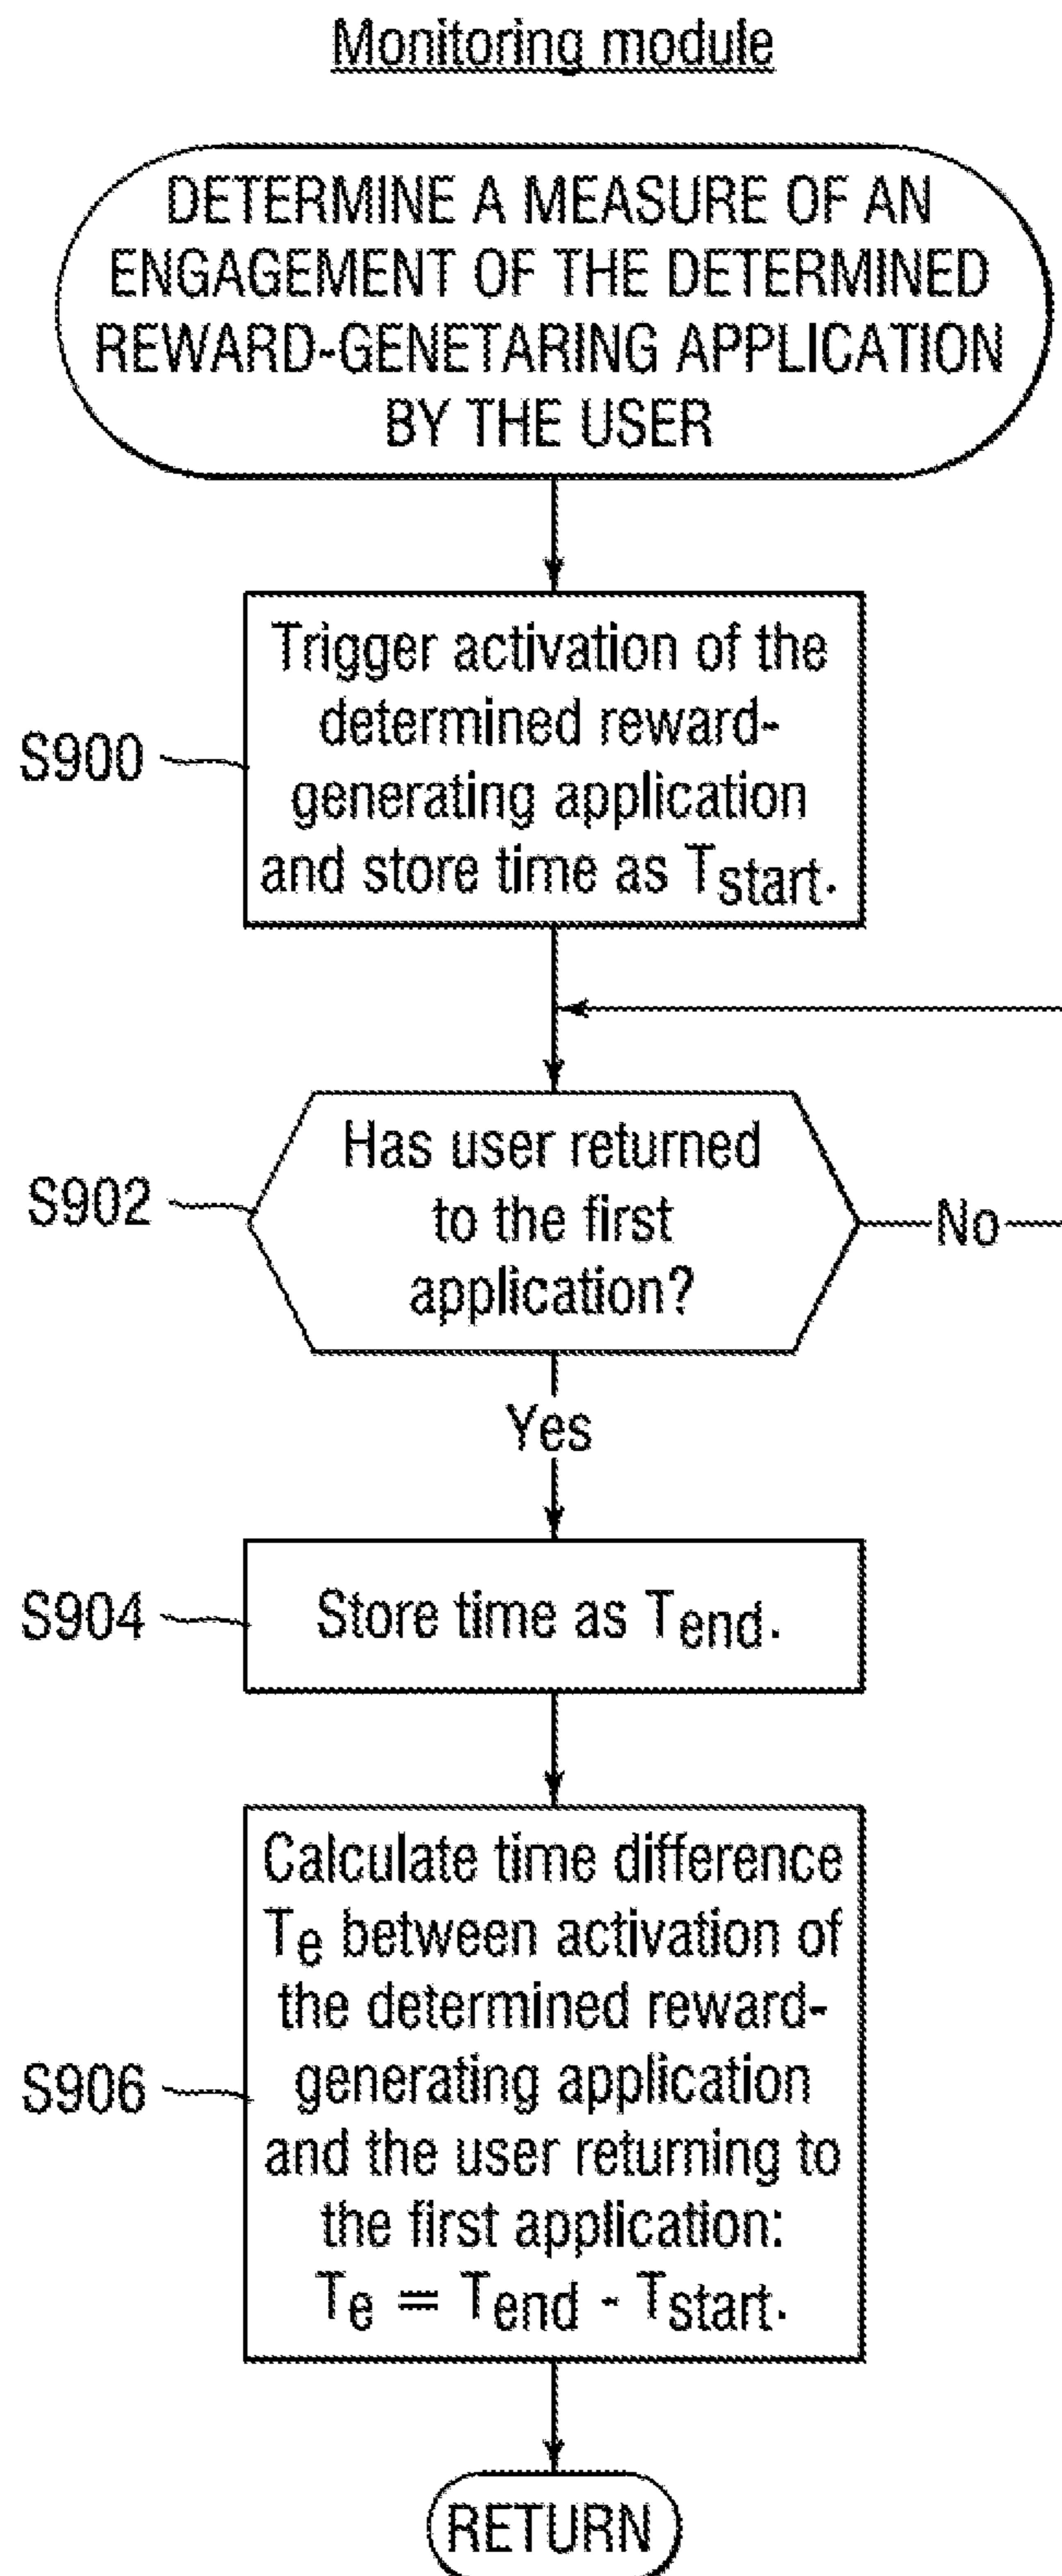 Monitoring module
DETERMINE A MEASURE OF AN
ENGAGEMENT OF THE DETERMINED
REWARD-GENETARING APPLICATION
BY THE USER
S900
Trigger activation of the
determined reward-
generating application
and store time as Tstart.
S902
Has user returned
to the first
application?
No
Yes
S904
Store time as Tend.
S906
Calculate time difference
Te between activation of
the determined reward-
generating application
and the user returning to
the first application:
Te = Tend - Tstart.
RETURN